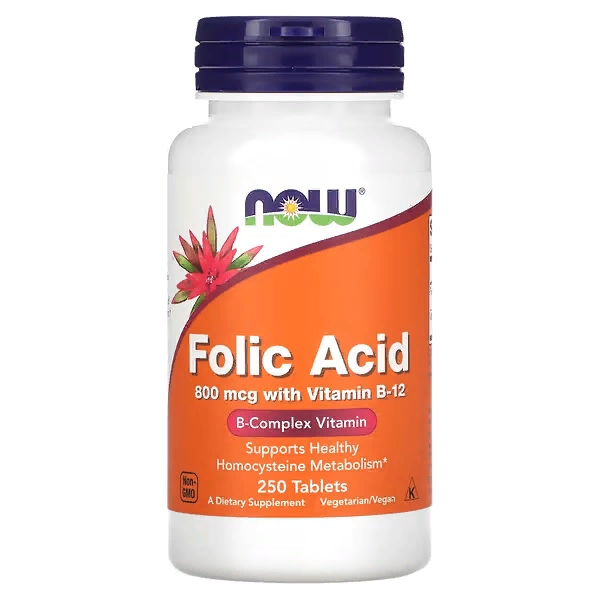 NOW®
Folic Acid
800 mcg with Vitamin B-12
B-Complex Vitamin
Supports Healthy
Homocysteine Metabolism*
250 Tablets
Non-
GMO
A Dietary Supplement Vegetarian/Vegan
K